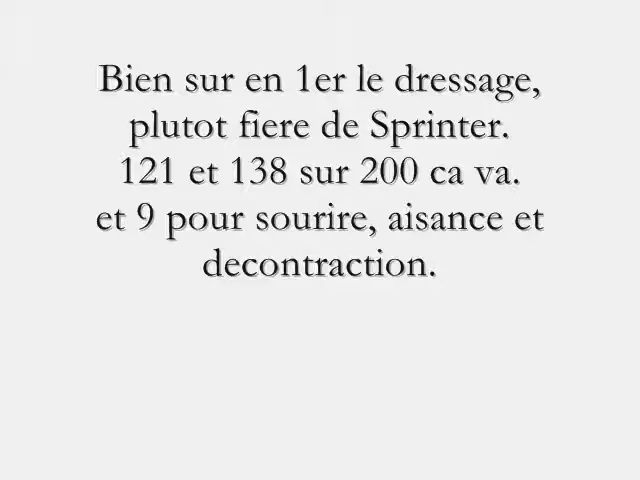 Bien sur en 1er le dressage,
plutot fiere de Sprinter.
121 et 138 sur 200 ca va.
et 9 pour sourire, aisance et
decontraction.